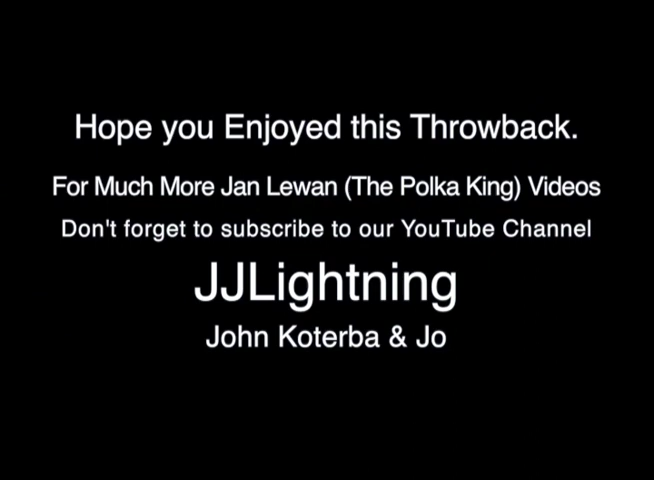 Hope you Enjoyed this Throwback.
For Much More Jan Lewan (The Polka King) Videos
Don't forget to subscribe to our YouTube Channel
JJLightning
John Koterba & Jo